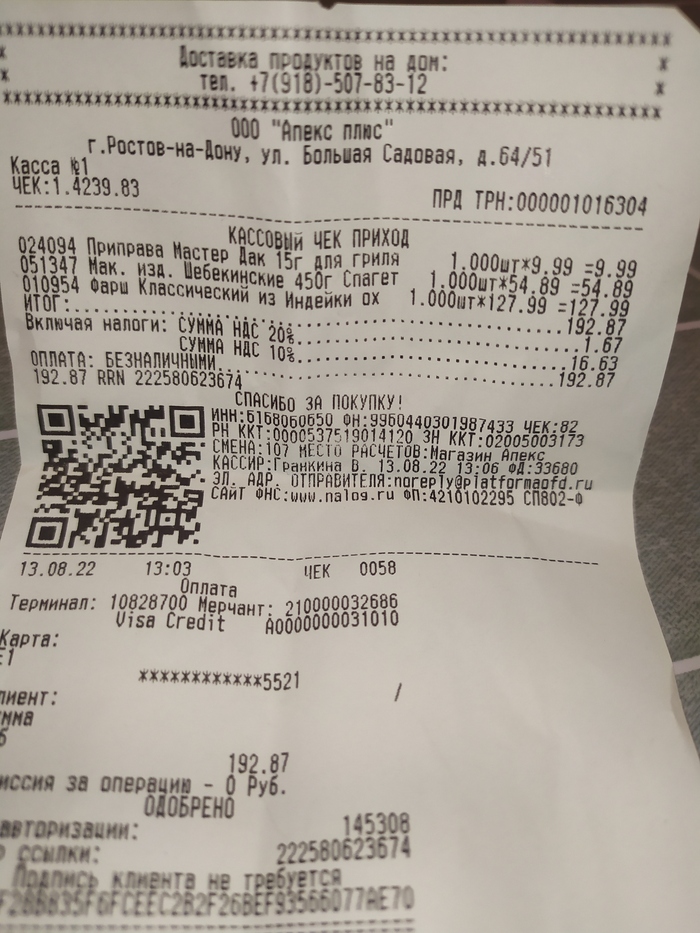 xxxxxxxxxxxxxxxxxxxxxxxxxxxxxxxxxxxxxxxxxx
x Доставка продуктов на дом: x
x тел. +7(918)-507-83-12 x
xxxxxxxxxxxxxxxxxxxxxxxxxxxxxxxxxxxxxxxxxx
ООО "Апекс плюс"
г.Ростов-на-Дону, ул. Большая Садовая, д.64/51
Касса №1
ЧЕК:1.4239.83 ПРД ТРН:000001016304
КАССОВЫЙ ЧЕК ПРИХОД
024094 Приправа Мастер Дак 15г для гриля 1.000шт*9.99 =9.99
051347 Мак. изд. Шебекинские 450г Спагет 1.000шт*54.89 =54.89
010954 Фарш Классический из Индейки ох 1.000шт*127.99 =127.99
ИТОГ:..............................192.87
Включая налоги: СУММА НДС 20%..............................1.67
СУММА НДС 10%..............................16.63
ОПЛАТА: БЕЗНАЛИЧНЫМИ..............................192.87
192.87 RRN 222580623674
СПАСИБО ЗА ПОКУПКУ!
ИНН:6168060650 ФН:9960440301987433 ЧЕК:82
РН ККТ:0000537519014120 ЗН ККТ:02005003173
СМЕНА:107 МЕСТО РАСЧЕТОВ:Магазин Апекс
КАССИР:Гранкина В. 13.08.22 13:06 ФД:33680
ЭЛ. АДР. ОТПРАВИТЕЛЯ:noreply@platformaofd.ru
САЙТ ФНС:www.nalog.ru ФП:4210102295 СП802-Ф
13.08.22 13:03 ЧЕК 0058
Оплата
Терминал: 10828700 Мерчант: 210000032686
Visa Credit A0000000031010
Карта:
:1
************5521
лиент: /
мма
б
192.87
иссия за операцию - 0 Руб.
ОДОБРЕНО
авторизации: 145308
ссылки: 222580623674
Подпись клиента не требуется
F28BB35F6FCEEC2B2F26BEF93566077AE70